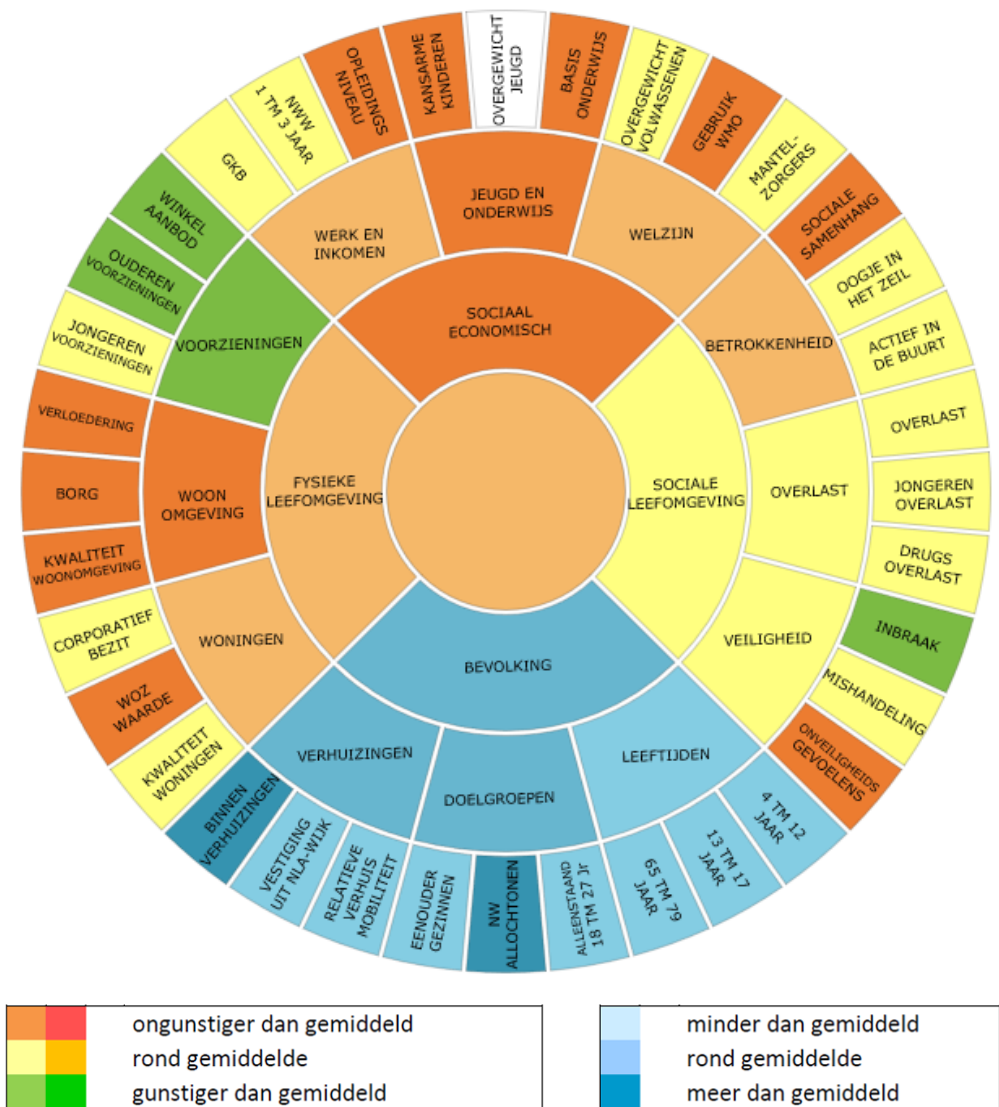 OVERGEWICHT
JEUGD
BASIS
ONDERWIJS
OVERGEWICHT
VOLWASSENEN
GEBRUIK
WMO
MANTEL-
ZORGERS
SOCIALE
SAMENHANG
OOGJE IN
HET ZEIL
ACTIEF IN
DE BUURT
OVERLAST
JONGEREN
OVERLAST
DRUGS
OVERLAST
INBRAAK
MISHANDELING
ONVEILIGHEIDS
GEVOELENS
4 TM 12
JAAR
13 TM 17
JAAR
65 TM 79
JAAR
ALLEENSTAAND
18 TM 27 Jr
NW
ALLOCHTONEN
EENOUDER
GEZINNEN
RELATIEVE
VERHUIS
MOBILITEIT
VESTIGING
UIT NLA-WIJK
BINNEN
VERHUIZINGEN
KWALITEIT
WONINGEN
WOZ
WAARDE
CORPORATIEF
BEZIT
KWALITEIT
WOONOMGEVING
BORG
VERLOEDERING
JONGEREN
VOORZIENINGEN
OUDEREN
VOORZIENINGEN
WINKEL
AANBOD
GKB
NWW
1 TM 3 JAAR
OPLEIDINGS
NIVEAU
KANSARME
KINDEREN
JEUGD EN
ONDERWIJS
WELZIJN
BETROKKENHEID
OVERLAST
VEILIGHEID
LEEFTIJDEN
DOELGROEPEN
VERHUIZINGEN
WONINGEN
WOON
OMGEVING
VOORZIENINGEN
WERK EN
INKOMEN
SOCIAAL
ECONOMISCH
SOCIALE
LEEFOMGEVING
BEVOLKING
FYSIEKE
LEEFOMGEVING
ongunstiger dan gemiddeld
rond gemiddelde
gunstiger dan gemiddeld
minder dan gemiddeld
rond gemiddelde
meer dan gemiddeld